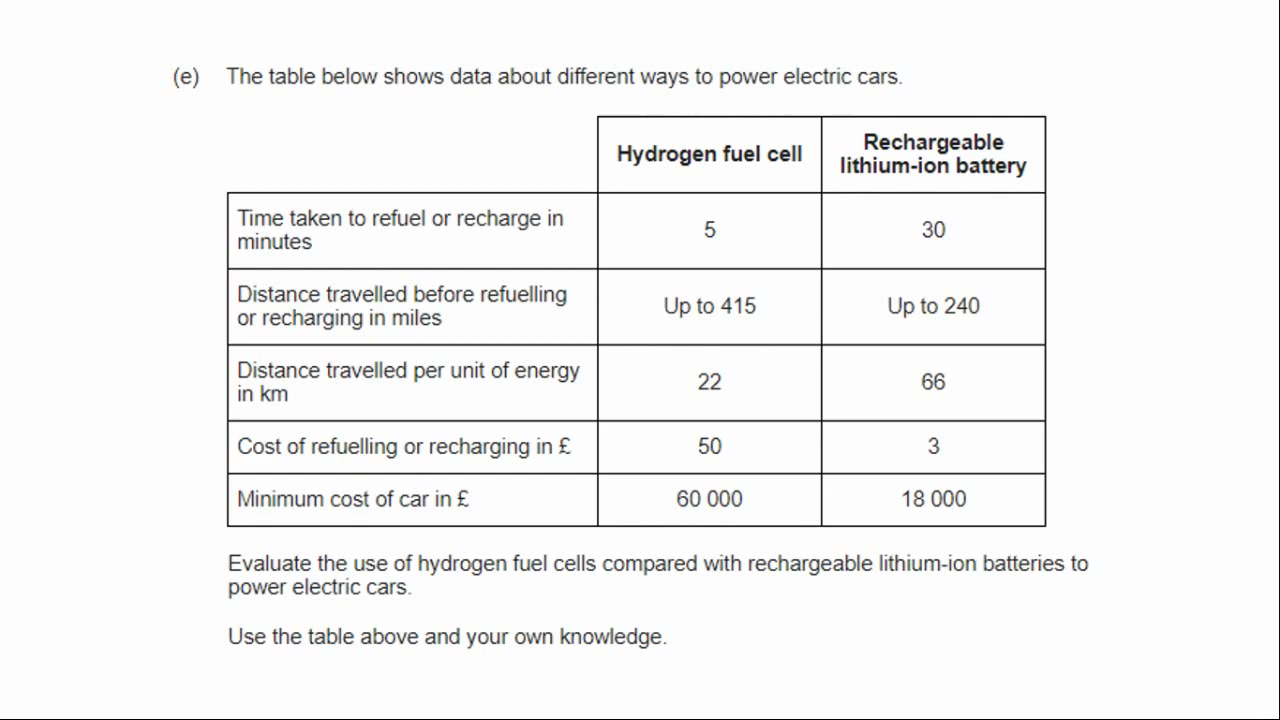 (e) The table below shows data about different ways to power electric cars.
Hydrogen fuel cell
Rechargeable
lithium-ion battery
Time taken to refuel or recharge in
minutes
5
30
Distance travelled before refuelling
or recharging in miles
Up to 415
Up to 240
Distance travelled per unit of energy
in km
22
66
Cost of refuelling or recharging in £
50
3
Minimum cost of car in £
60 000
18 000
Evaluate the use of hydrogen fuel cells compared with rechargeable lithium-ion batteries to
power electric cars.
Use the table above and your own knowledge.